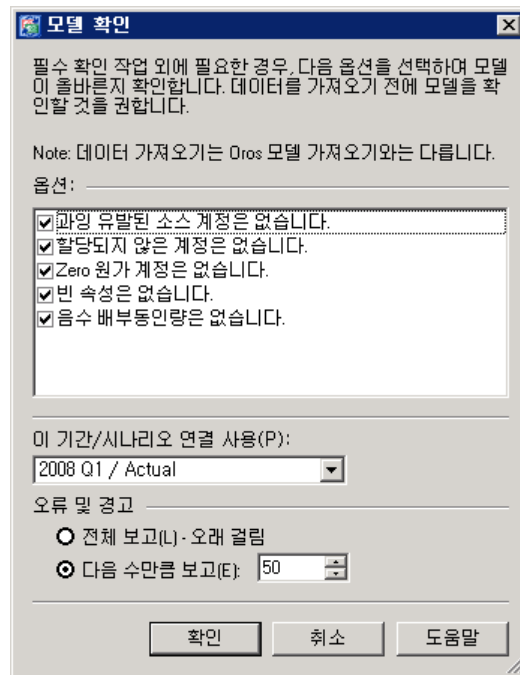 모델 확인
필수 확인 작업 외에 필요한 경우, 다음 옵션을 선택하여 모델
이 올바른지 확인합니다. 데이터를 가져오기 전에 모델을 확
인할 것을 권합니다.
Note: 데이터 가져오기는 Oros 모델 가져오기와는 다릅니다.
옵션:
과잉 유발된 소스 계정은 없습니다.
할당되지 않은 계정은 없습니다.
Zero 원가 계정은 없습니다.
빈 속성은 없습니다.
음수 배부동인량은 없습니다.
이 기간/시나리오 연결 사용(P):
2008 Q1 / Actual
오류 및 경고
전체 보고(L) - 오래 걸림
다음 수만큼 보고(E): 50
확인 취소 도움말